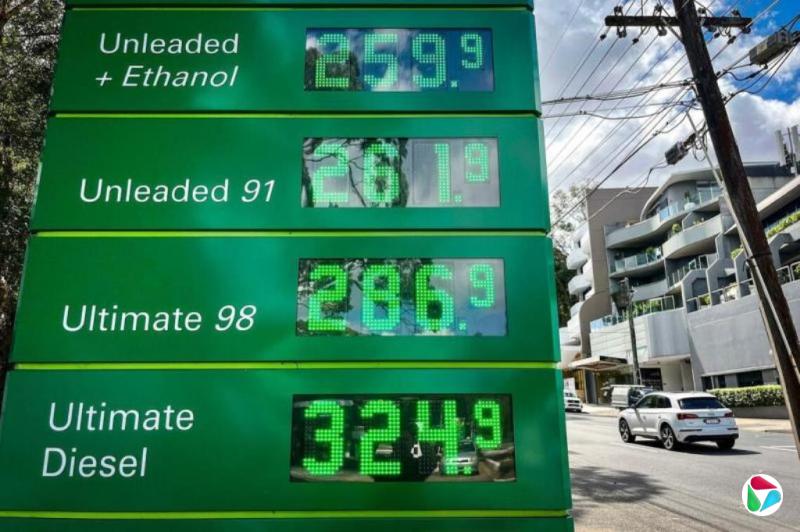 Unleaded 259.9
+ Ethanol
Unleaded 91 261.9
Ultimate 98 286.9
Ultimate 324.9
Diesel